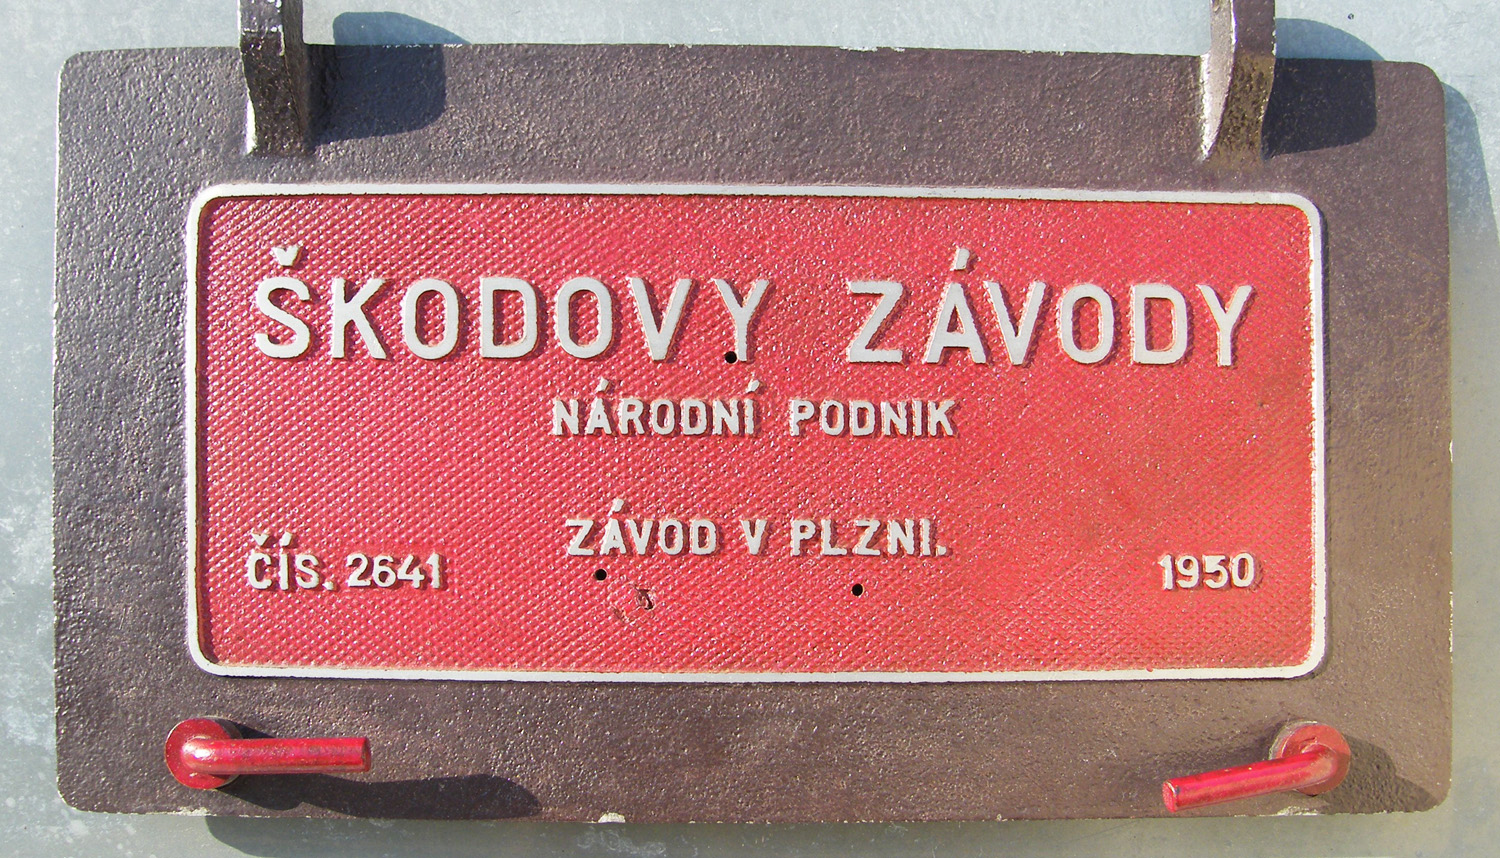 ŠKODOVY ZÁVODY
NÁRODNÍ PODNIK
ZÁVOD V PLZNI.
ČÍS. 2641
1950